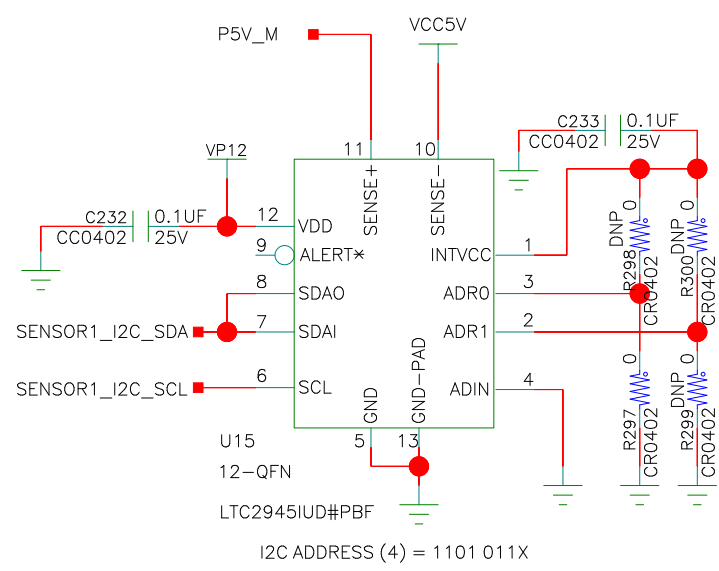 VCC5V
P5V_M
C233 0.1UF
CC0402 25V
VP12
11 10
SENSE+ SENSE-
C232 0.1UF
CC0402 25V
12 VDD
9 ALERT*
8 SDAO
SENSOR1_I2C_SDA 7 SDAI
SENSOR1_I2C_SCL 6 SCL
INTVCC 1
ADR0 3
ADR1 2
ADIN 4
GND GND-PAD
5 13
R298 DNP 0
CR0402
R300 DNP 0
CR0402
R297 0
CR0402
R299 DNP 0
CR0402
U15
12-QFN
LTC2945IUD#PBF
I2C ADDRESS (4) = 1101 011X